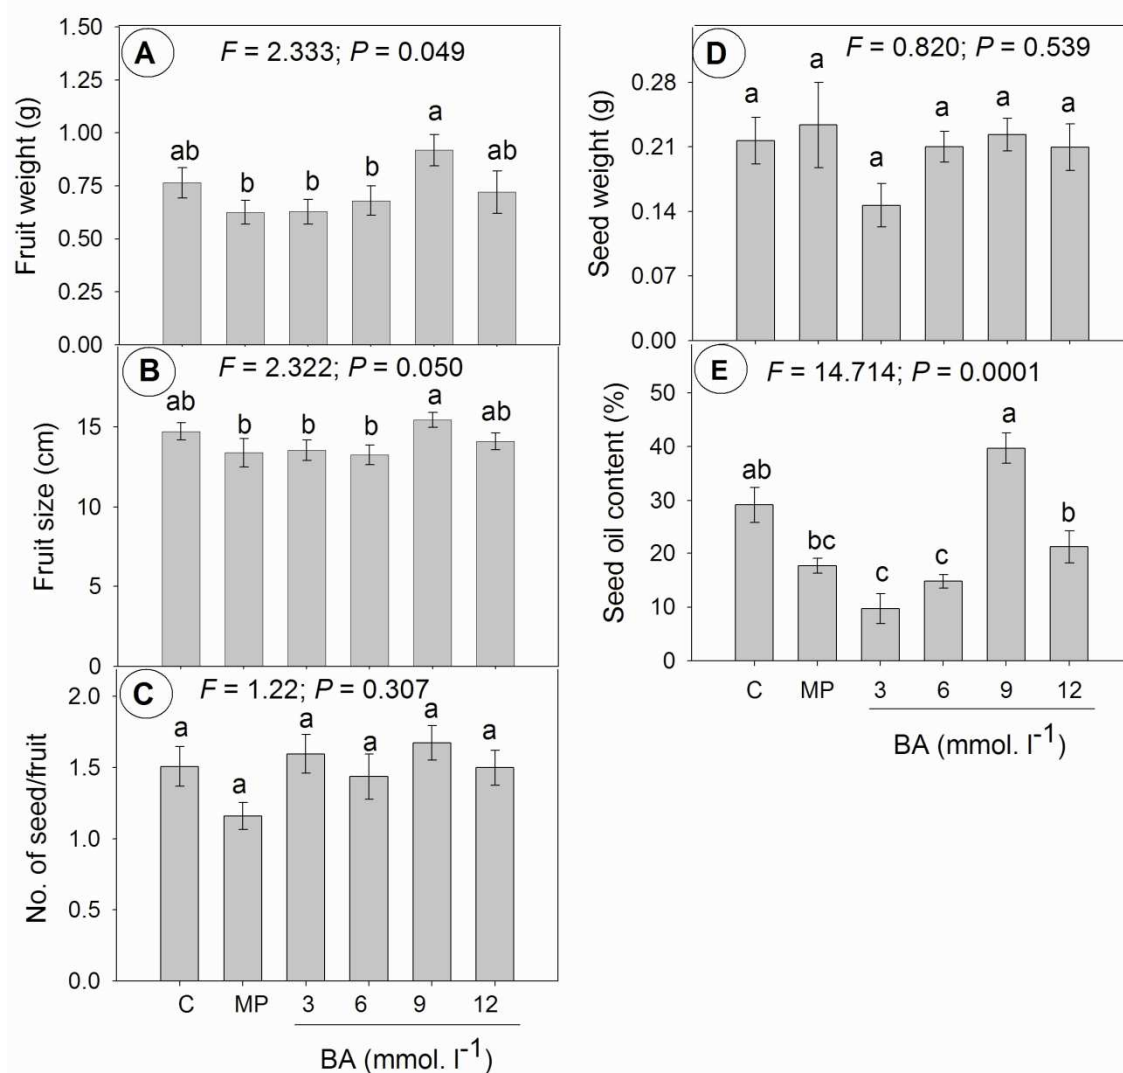 A
F = 2.333; P = 0.049
Fruit weight (g)
1.50
1.25
1.00
0.75
0.50
0.25
0.00
ab
b
b
b
a
ab
B
F = 2.322; P = 0.050
Fruit size (cm)
15
10
5
0
ab
b
b
b
a
ab
C
F = 1.22; P = 0.307
No. of seed/fruit
2.0
1.5
1.0
0.5
0.0
a
a
a
a
a
a
C MP 3 6 9 12
BA (mmol. l⁻¹)
D
F = 0.820; P = 0.539
Seed weight (g)
0.28
0.21
0.14
0.07
0.00
a
a
a
a
a
a
E
F = 14.714; P = 0.0001
Seed oil content (%)
50
40
30
20
10
0
ab
bc
c
c
a
b
C MP 3 6 9 12
BA (mmol. l⁻¹)